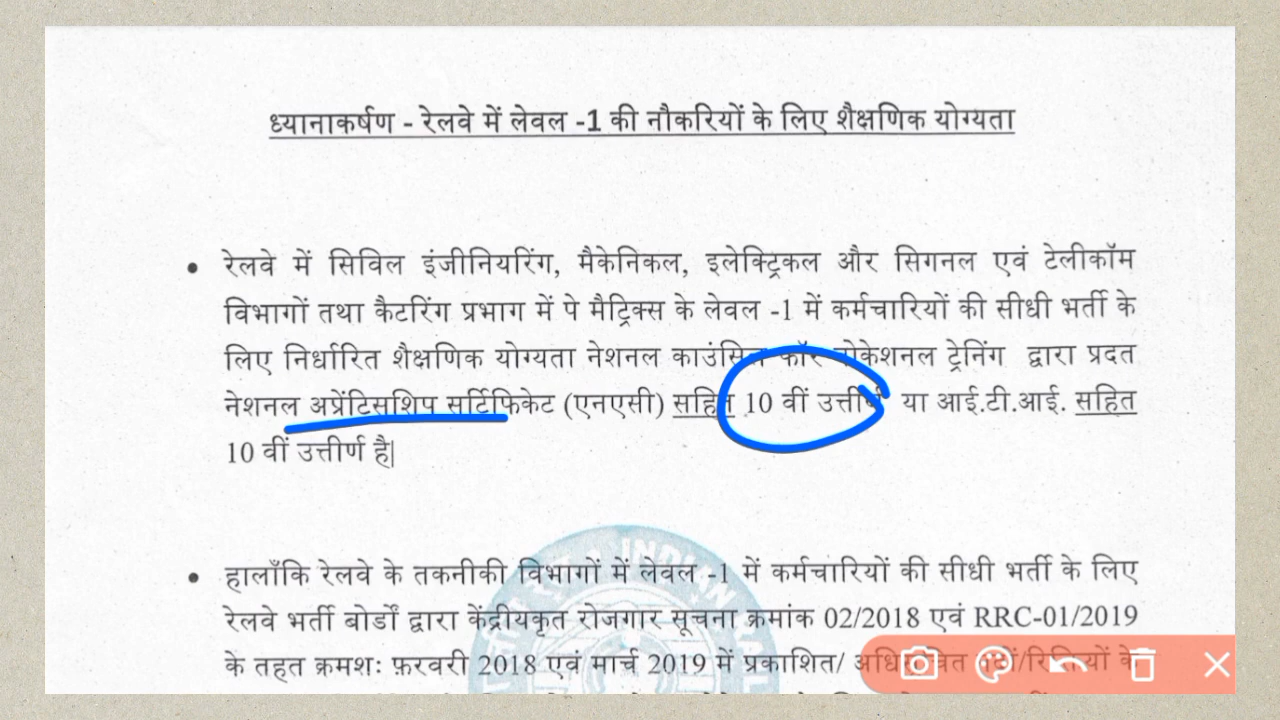 ध्यानाकर्षण - रेलवे में लेवल -1 की नौकरियों के लिए शैक्षणिक योग्यता
• रेलवे में सिविल इंजीनियरिंग, मैकेनिकल, इलेक्ट्रिकल और सिगनल एवं टेलीकॉम
विभागों तथा कैटरिंग प्रभाग में पे मैट्रिक्स के लेवल -1 में कर्मचारियों की सीधी भर्ती के
लिए निर्धारित शैक्षणिक योग्यता नेशनल काउंसिल फॉर वोकेशनल ट्रेनिंग द्वारा प्रदत
नेशनल अप्रेंटिसशिप सर्टिफिकेट (एनएसी) सहित 10 वीं उत्तीर्ण या आई.टी.आई. सहित
10 वीं उत्तीर्ण है|
• हालाँकि रेलवे के तकनीकी विभागों में लेवल -1 में कर्मचारियों की सीधी भर्ती के लिए
रेलवे भर्ती बोर्डों द्वारा केंद्रीयकृत रोजगार सूचना क्रमांक 02/2018 एवं RRC-01/2019
के तहत क्रमशः फ़रवरी 2018 एवं मार्च 2019 में प्रकाशित/ के
INDIAN